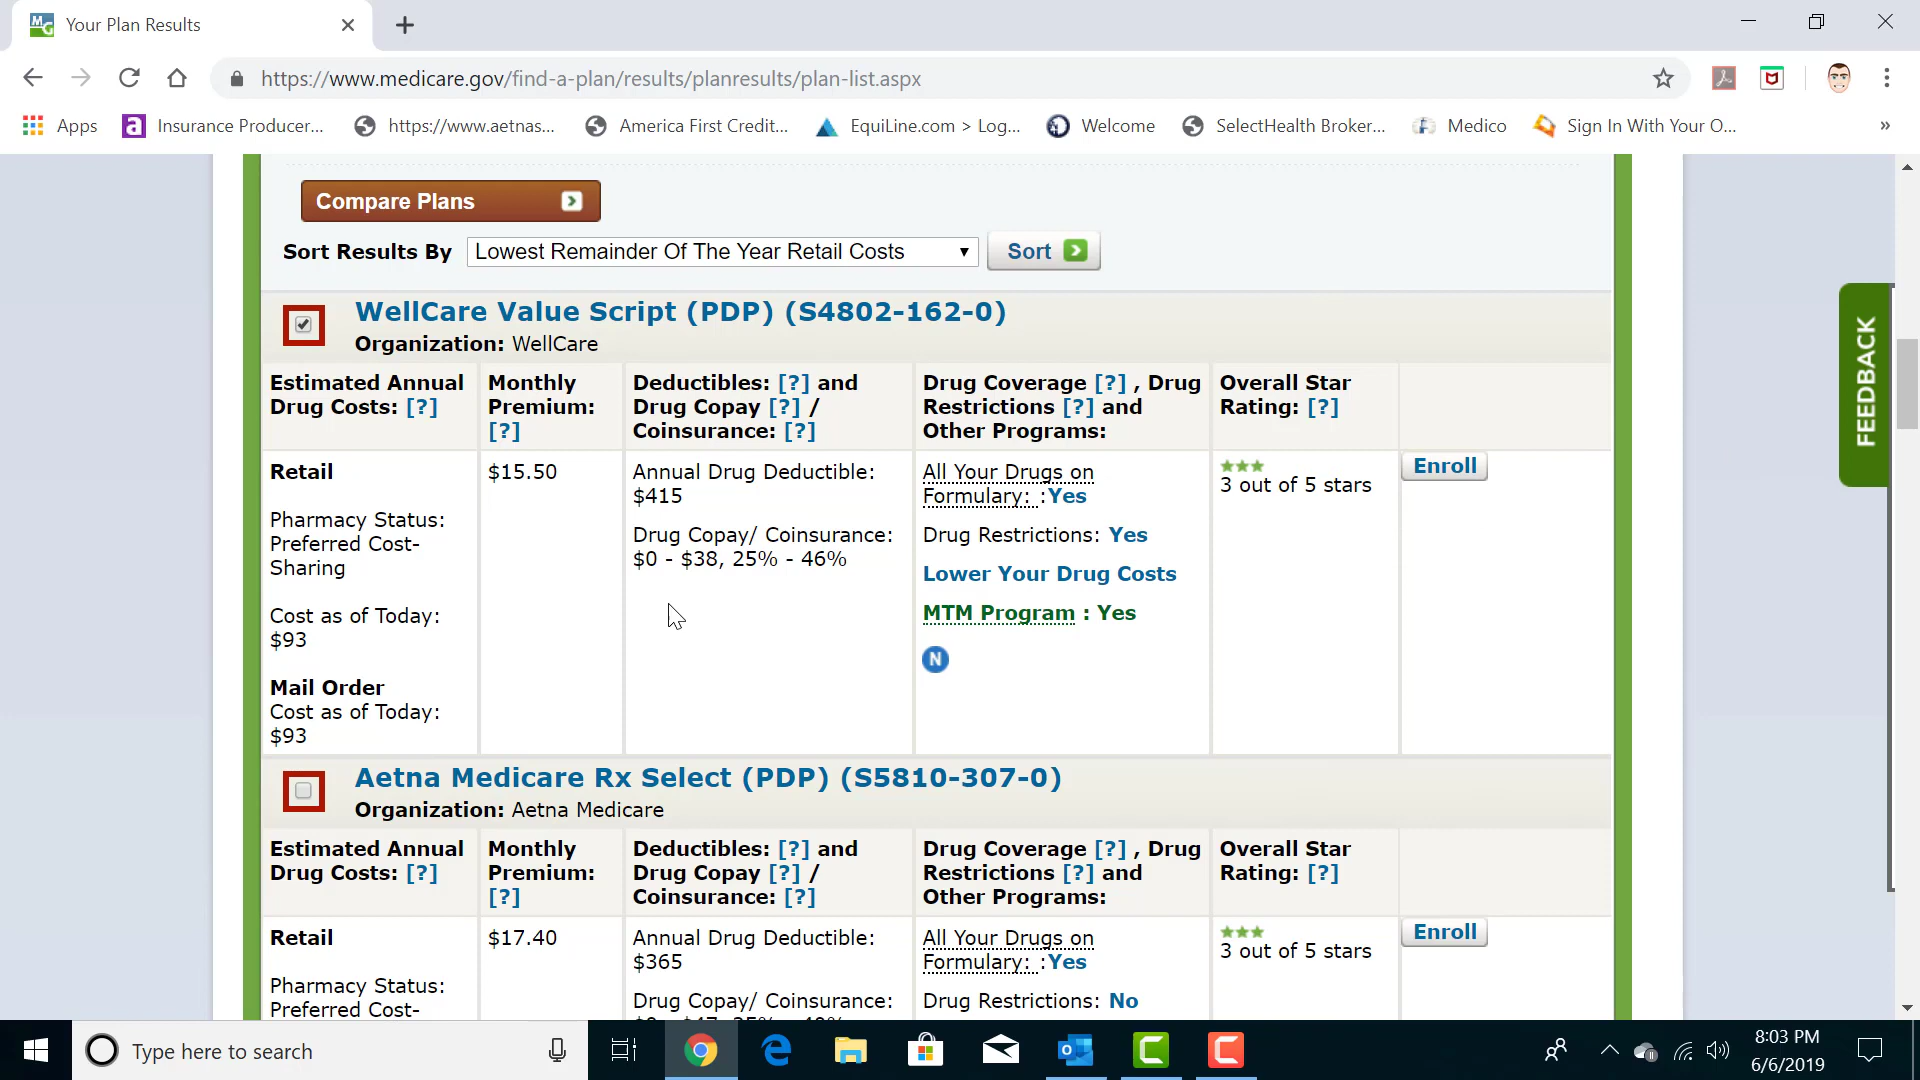 Your Plan Results
https://www.medicare.gov/find-a-plan/results/planresults/plan-list.aspx
Apps
Insurance Producer...
https://www.aetnas...
America First Credit...
EquiLine.com > Log...
Welcome
SelectHealth Broker...
Medico
Sign In With Your O...
»
Compare Plans
Sort Results By
Lowest Remainder Of The Year Retail Costs
Sort
WellCare Value Script (PDP) (S4802-162-0)
Organization: WellCare
Estimated Annual
Drug Costs: [?]
Monthly
Premium:
[?]
Deductibles: [?] and
Drug Copay [?] /
Coinsurance: [?]
Drug Coverage [?] , Drug
Restrictions [?] and
Other Programs:
Overall Star
Rating: [?]
Retail
Pharmacy Status:
Preferred Cost-
Sharing
Cost as of Today:
$93
Mail Order
Cost as of Today:
$93
$15.50
Annual Drug Deductible:
$415
Drug Copay/ Coinsurance:
$0 - $38, 25% - 46%
All Your Drugs on
Formulary: :Yes
Drug Restrictions: Yes
Lower Your Drug Costs
MTM Program : Yes
N
3 out of 5 stars
Enroll
Aetna Medicare Rx Select (PDP) (S5810-307-0)
Organization: Aetna Medicare
Estimated Annual
Drug Costs: [?]
Monthly
Premium:
[?]
Deductibles: [?] and
Drug Copay [?] /
Coinsurance: [?]
Drug Coverage [?] , Drug
Restrictions [?] and
Other Programs:
Overall Star
Rating: [?]
Retail
Pharmacy Status:
Preferred Cost-
$17.40
Annual Drug Deductible:
$365
Drug Copay/ Coinsurance:
All Your Drugs on
Formulary: :Yes
Drug Restrictions: No
3 out of 5 stars
Enroll
FEEDBACK
Type here to search
8:03 PM
6/6/2019